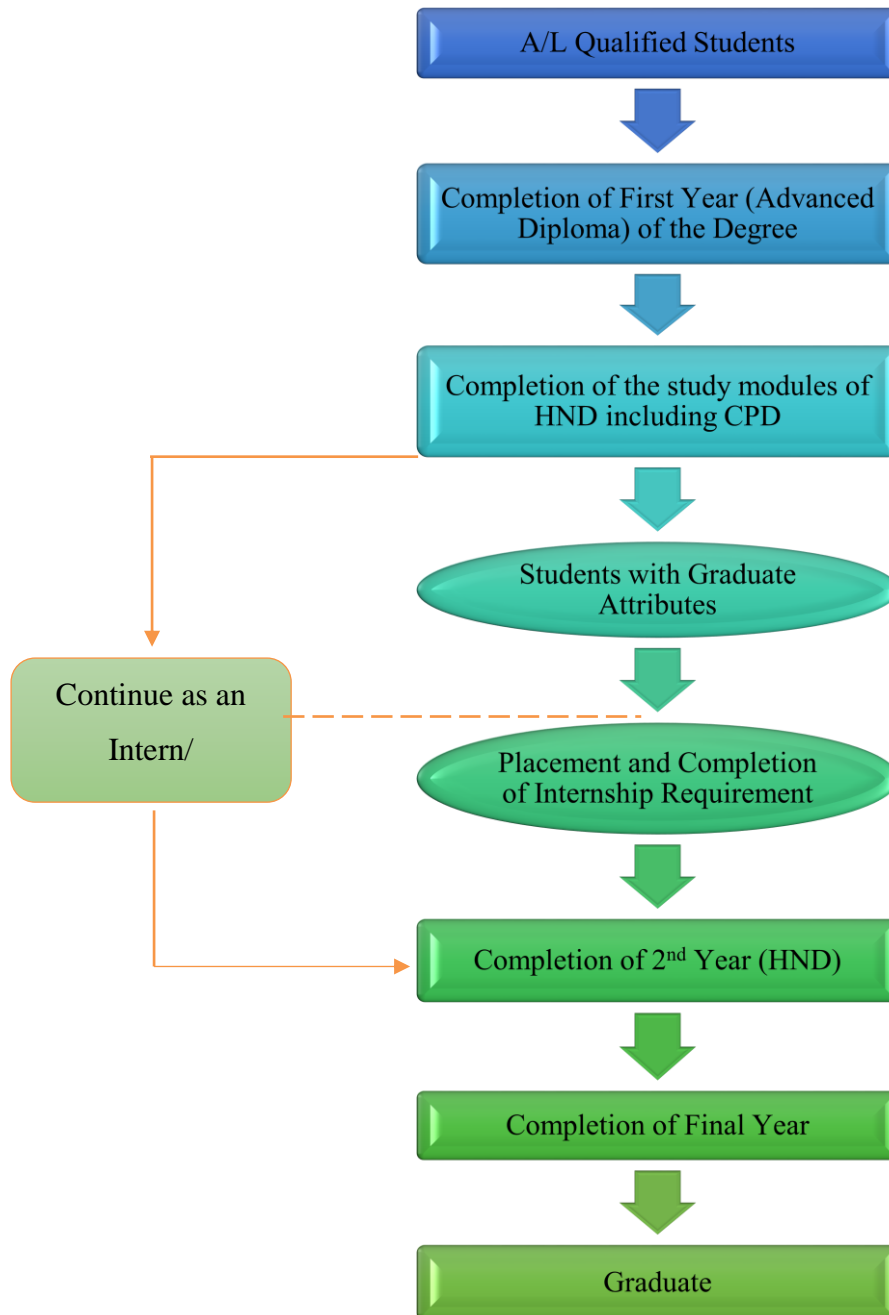 A/L Qualified Students
Completion of First Year (Advanced
Diploma) of the Degree
Completion of the study modules of
HND including CPD
Students with Graduate
Attributes
Continue as an
Intern/
Placement and Completion
of Internship Requirement
Completion of 2nd Year (HND)
Completion of Final Year
Graduate